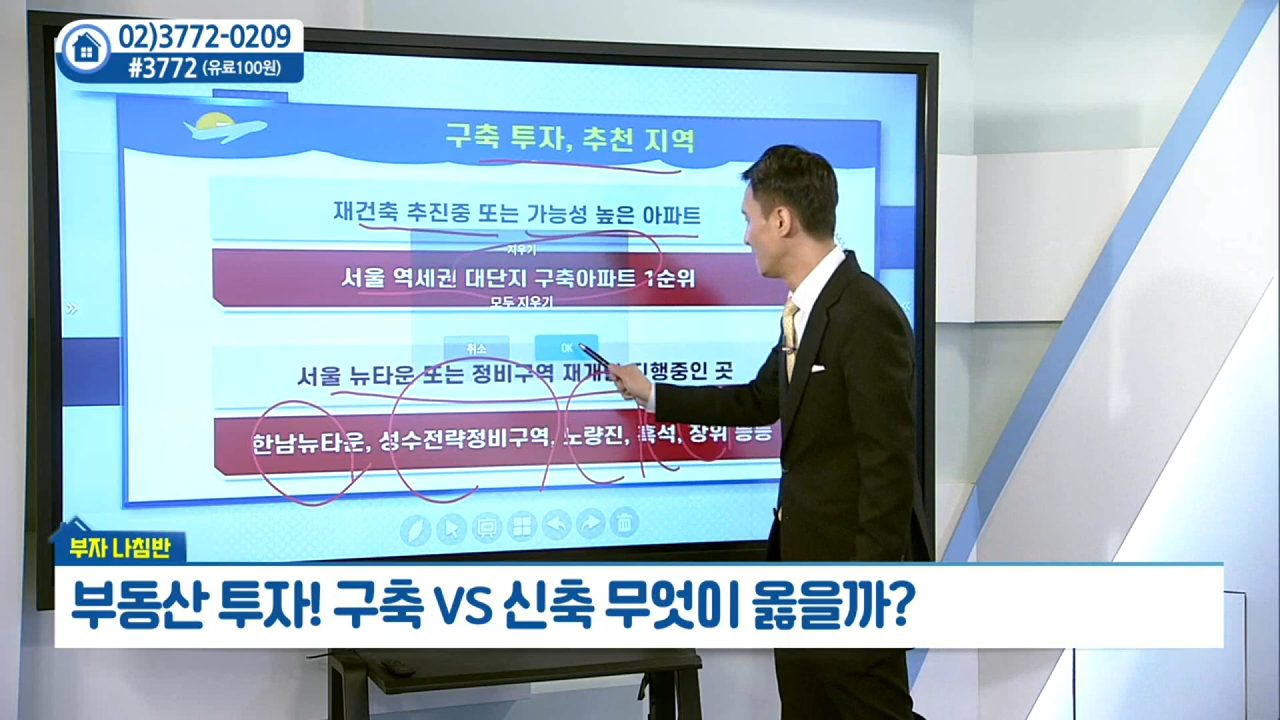 02)3772-0209
#3772 (유료100원)
구축 투자, 추천 지역
재건축 추진중 또는 가능성 높은 아파트
지우기
서울 역세권 대단지 구축아파트 1순위
모두 지우기
취소 OK
서울 뉴타운 또는 정비구역 재개발 진행중인 곳
한남뉴타운, 성수전략정비구역, 노량진, 흑석, 장위 등등
부자 나침반
부동산 투자! 구축 VS 신축 무엇이 옳을까?